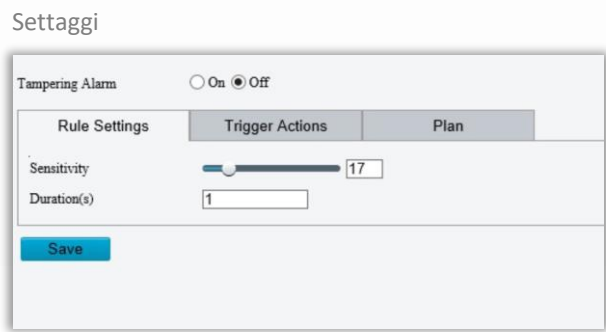 Settaggi
Tampering Alarm On Off
Rule Settings Trigger Actions Plan
Sensitivity 17
Duration(s) 1
Save